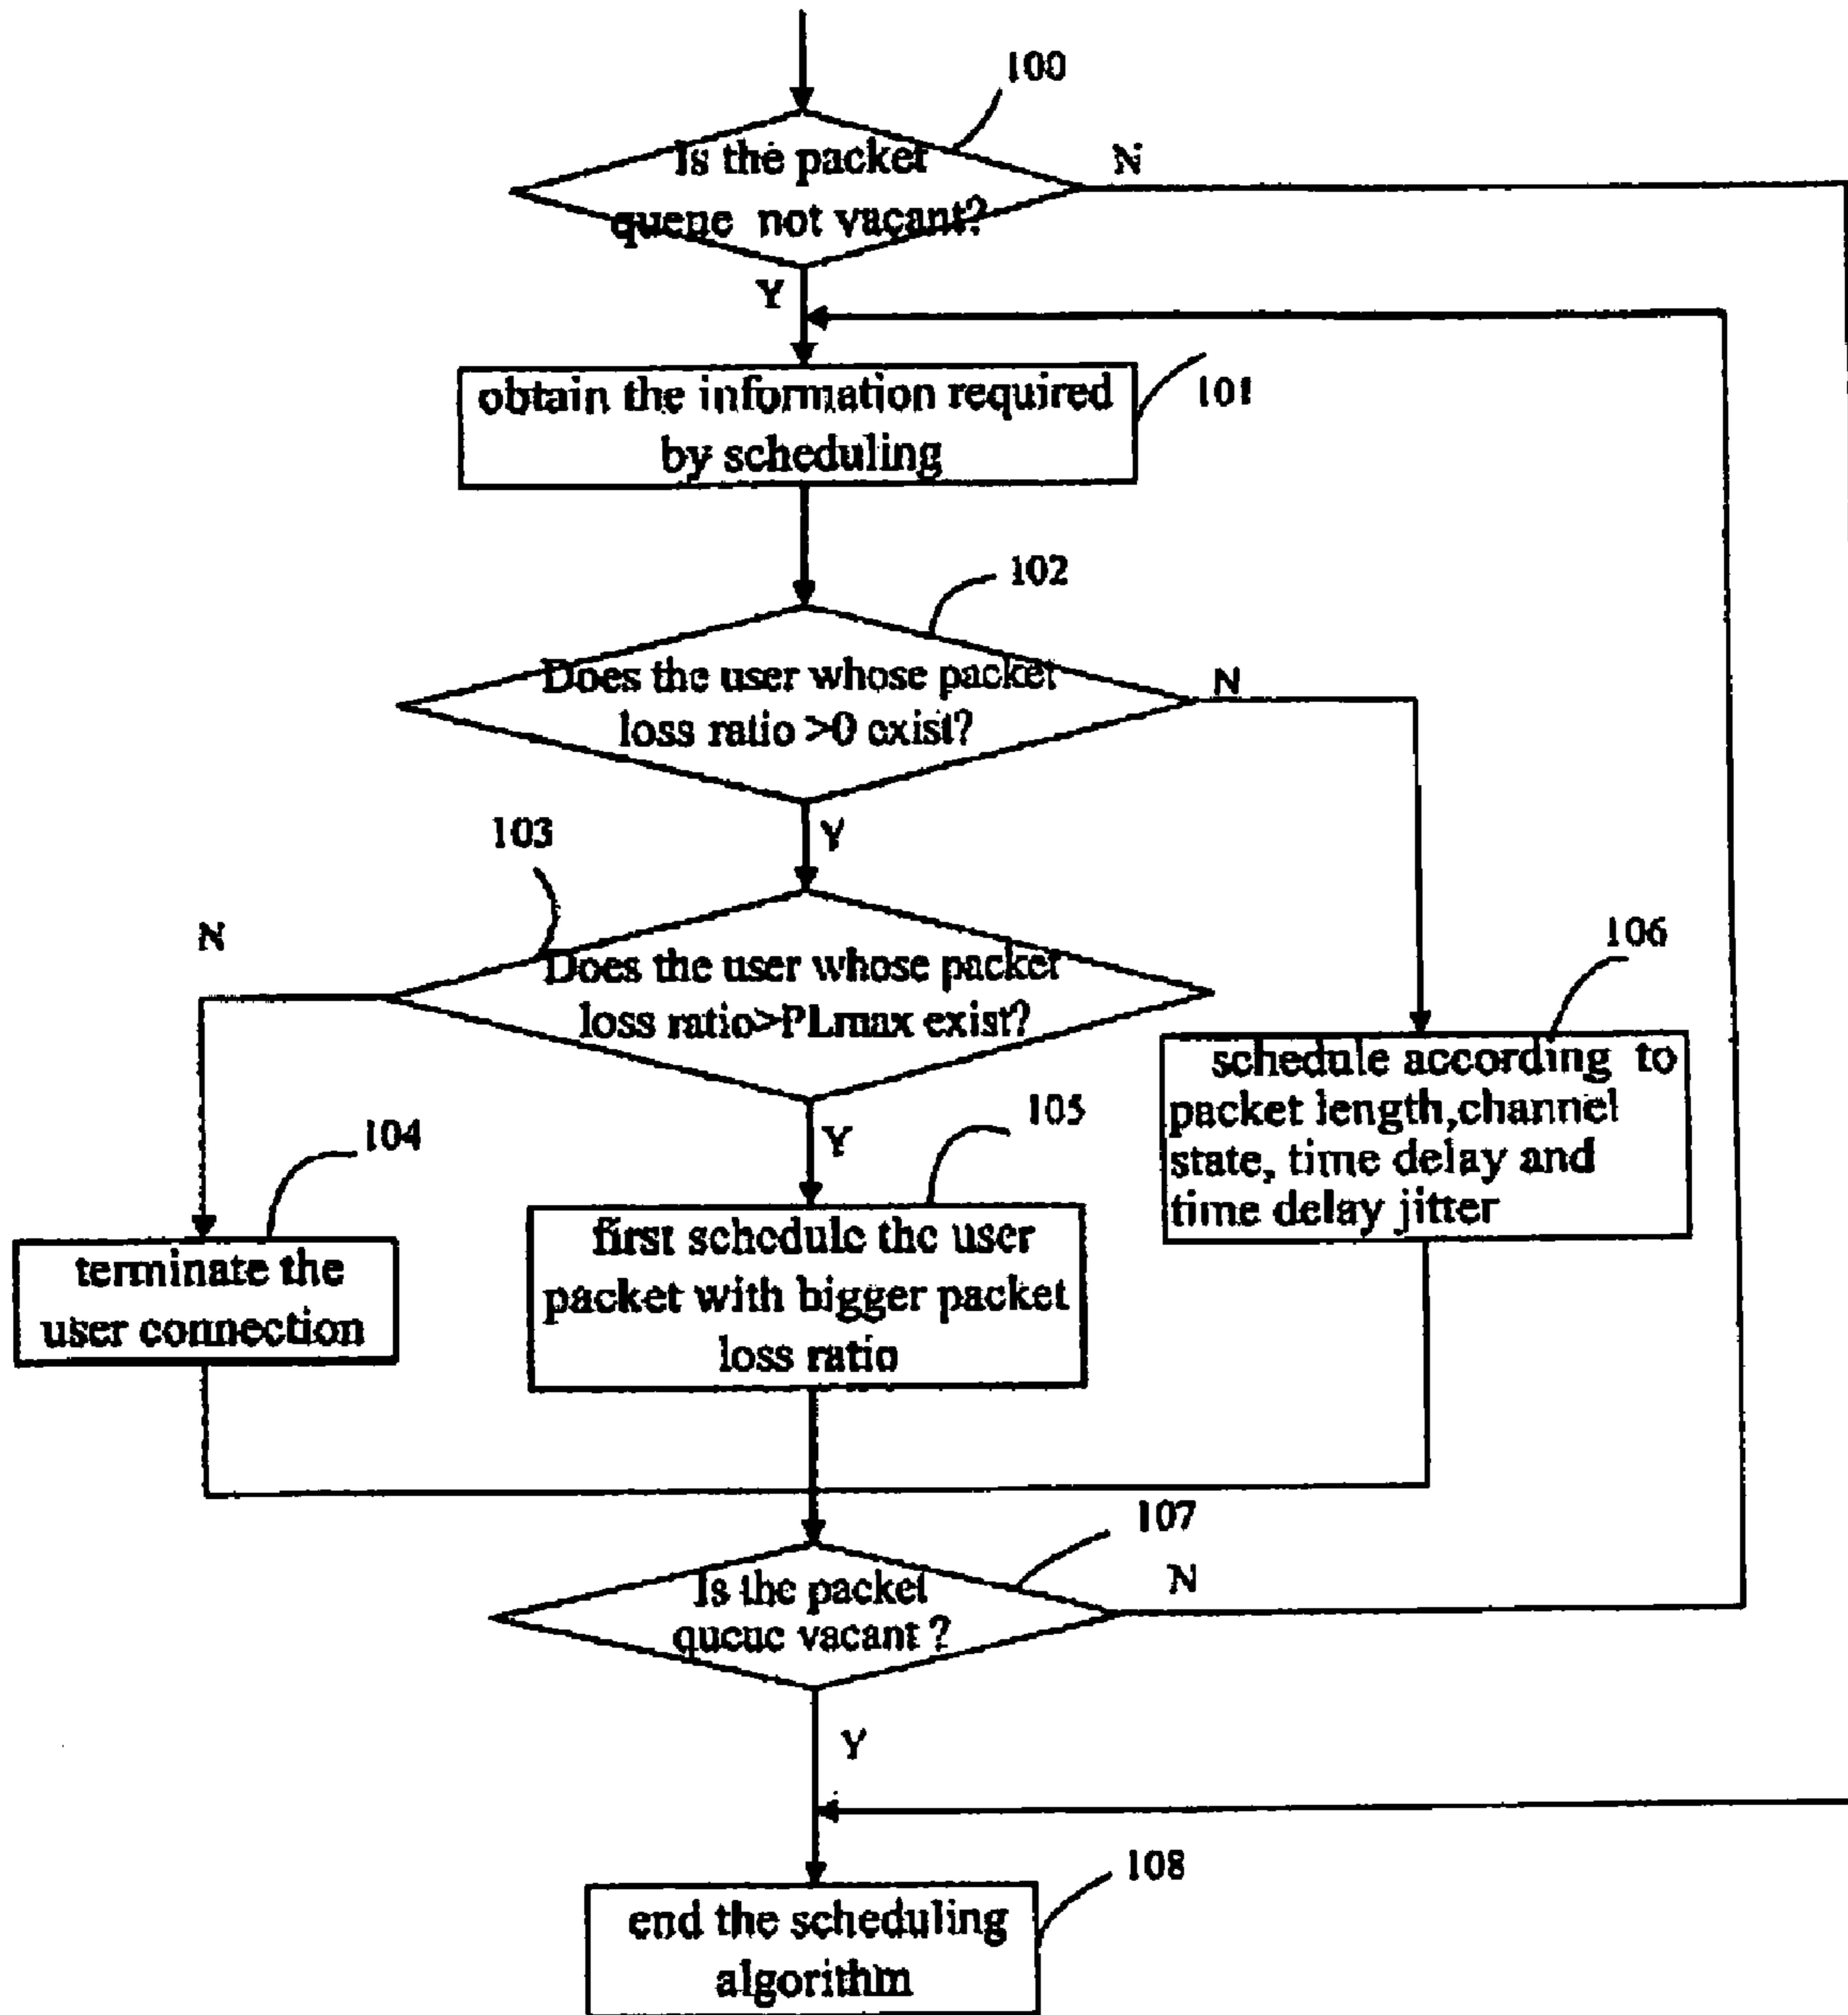 100
Is the packet
N
queue not vacant?
Y
obtain the information required
by scheduling
101
102
Does the user whose packet
loss ratio >0 exist?
N
Y
103
N
Does the user whose packet
loss ratio>PLmax exist?
106
schedule according to
packet length,channel
state, time delay and
time delay jitter
Y
105
104
terminate the
user connection
first schedule the user
packet with bigger packet
loss ratio
107
Is the packet
queue vacant ?
N
Y
108
end the scheduling
algorithm